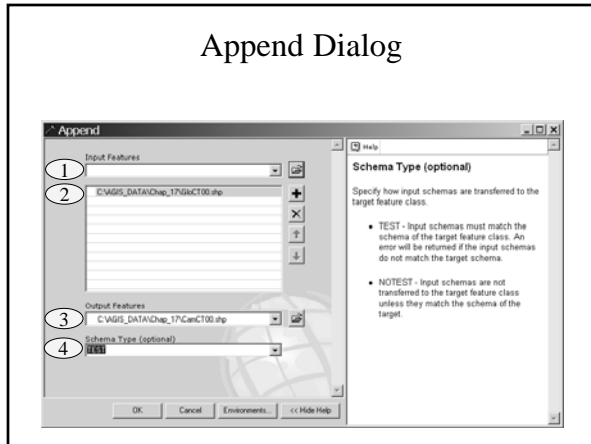 Append Dialog
Append
Input Features
1
2
C:\AGIS_DATA\Chap_17\GloCT00.shp
Output Features
3
C:\AGIS_DATA\Chap_17\CamCT00.shp
Schema Type (optional)
4
TEST
OK
Cancel
Environments...
<< Hide Help
Help
Schema Type (optional)
Specify how input schemas are transferred to the
target feature class.
• TEST - Input schemas must match the
schema of the target feature class. An
error will be returned if the input schemas
do not match the target schema.
• NOTEST - Input schemas are not
transferred to the target feature class
unless they match the schema of the
target.